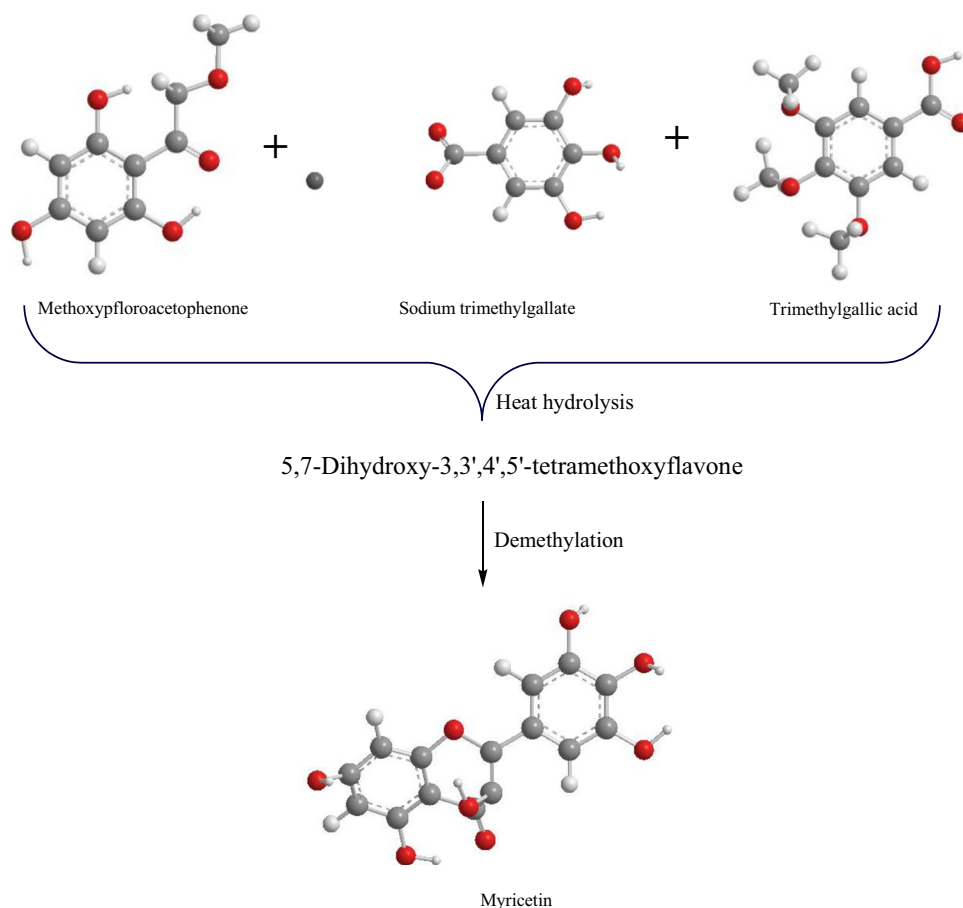 +
+
Methoxypfloroacetophenone
Sodium trimethylgallate
Trimethylgallic acid
Heat hydrolysis
5,7-Dihydroxy-3,3',4',5'-tetramethoxyflavone
Demethylation
Myricetin